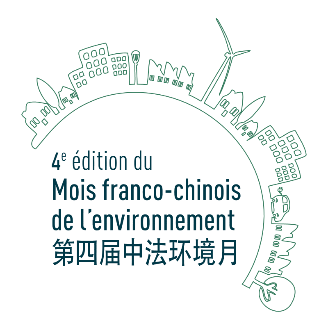 4e édition du
Mois franco-chinois
de l'environnement
第四届中法环境月